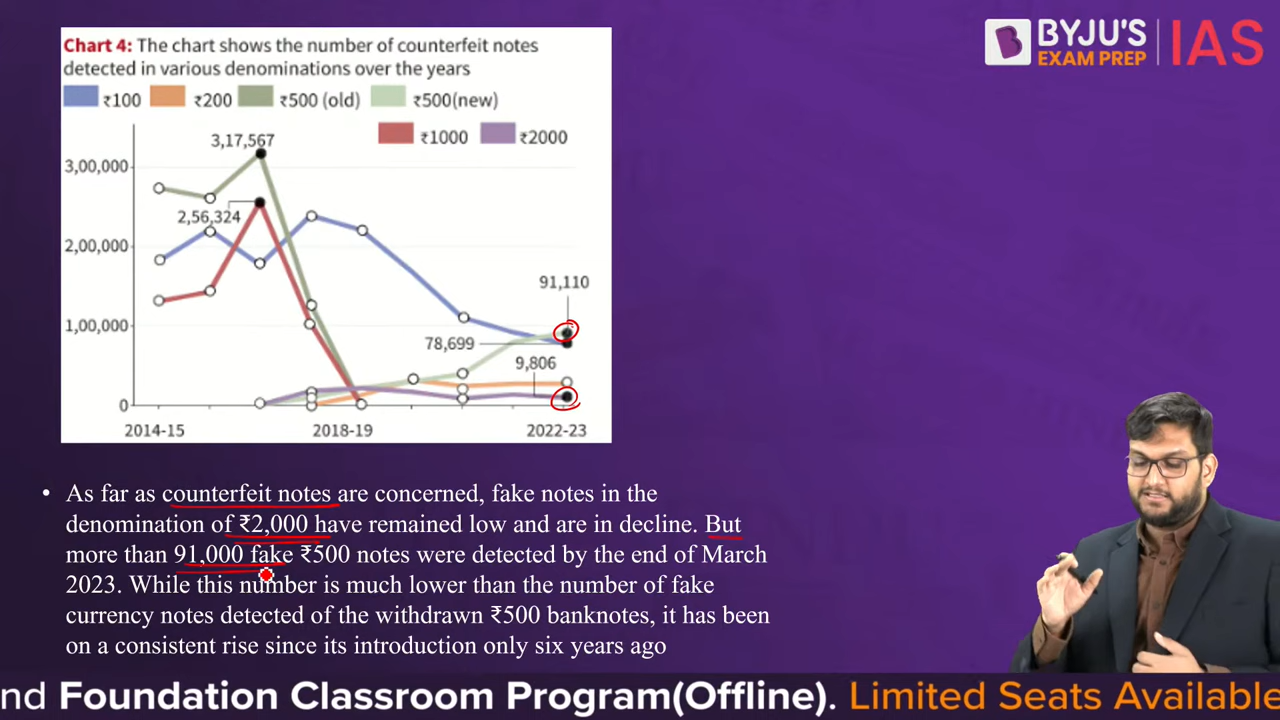 Chart 4: The chart shows the number of counterfeit notes
detected in various denominations over the years
₹100 ₹200 ₹500 (old) ₹500(new)
₹1000 ₹2000
3,17,567
3,00,000
2,56,324
2,00,000
91,110
1,00,000
78,699
9,806
0
2014-15 2018-19 2022-23
BYJU'S
EXAM PREP
IAS
• As far as counterfeit notes are concerned, fake notes in the
denomination of ₹2,000 have remained low and are in decline. But
more than 91,000 fake ₹500 notes were detected by the end of March
2023. While this number is much lower than the number of fake
currency notes detected of the withdrawn ₹500 banknotes, it has been
on a consistent rise since its introduction only six years ago
nd Foundation Classroom Program(Offline). Limited Seats Available